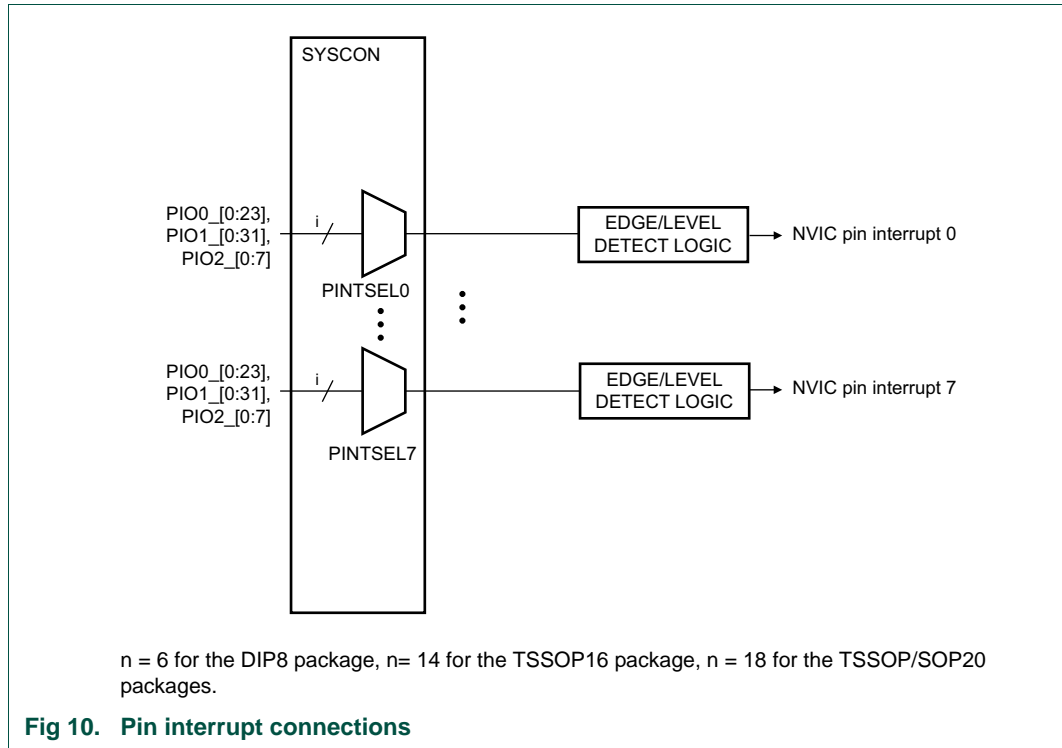 SYSCON
PIO0_[0:23],
PIO1_[0:31],
PIO2_[0:7]
i
PINTSEL0
EDGE/LEVEL
DETECT LOGIC
NVIC pin interrupt 0
PIO0_[0:23],
PIO1_[0:31],
PIO2_[0:7]
i
PINTSEL7
EDGE/LEVEL
DETECT LOGIC
NVIC pin interrupt 7
n = 6 for the DIP8 package, n= 14 for the TSSOP16 package, n = 18 for the TSSOP/SOP20
packages.
Fig 10. Pin interrupt connections